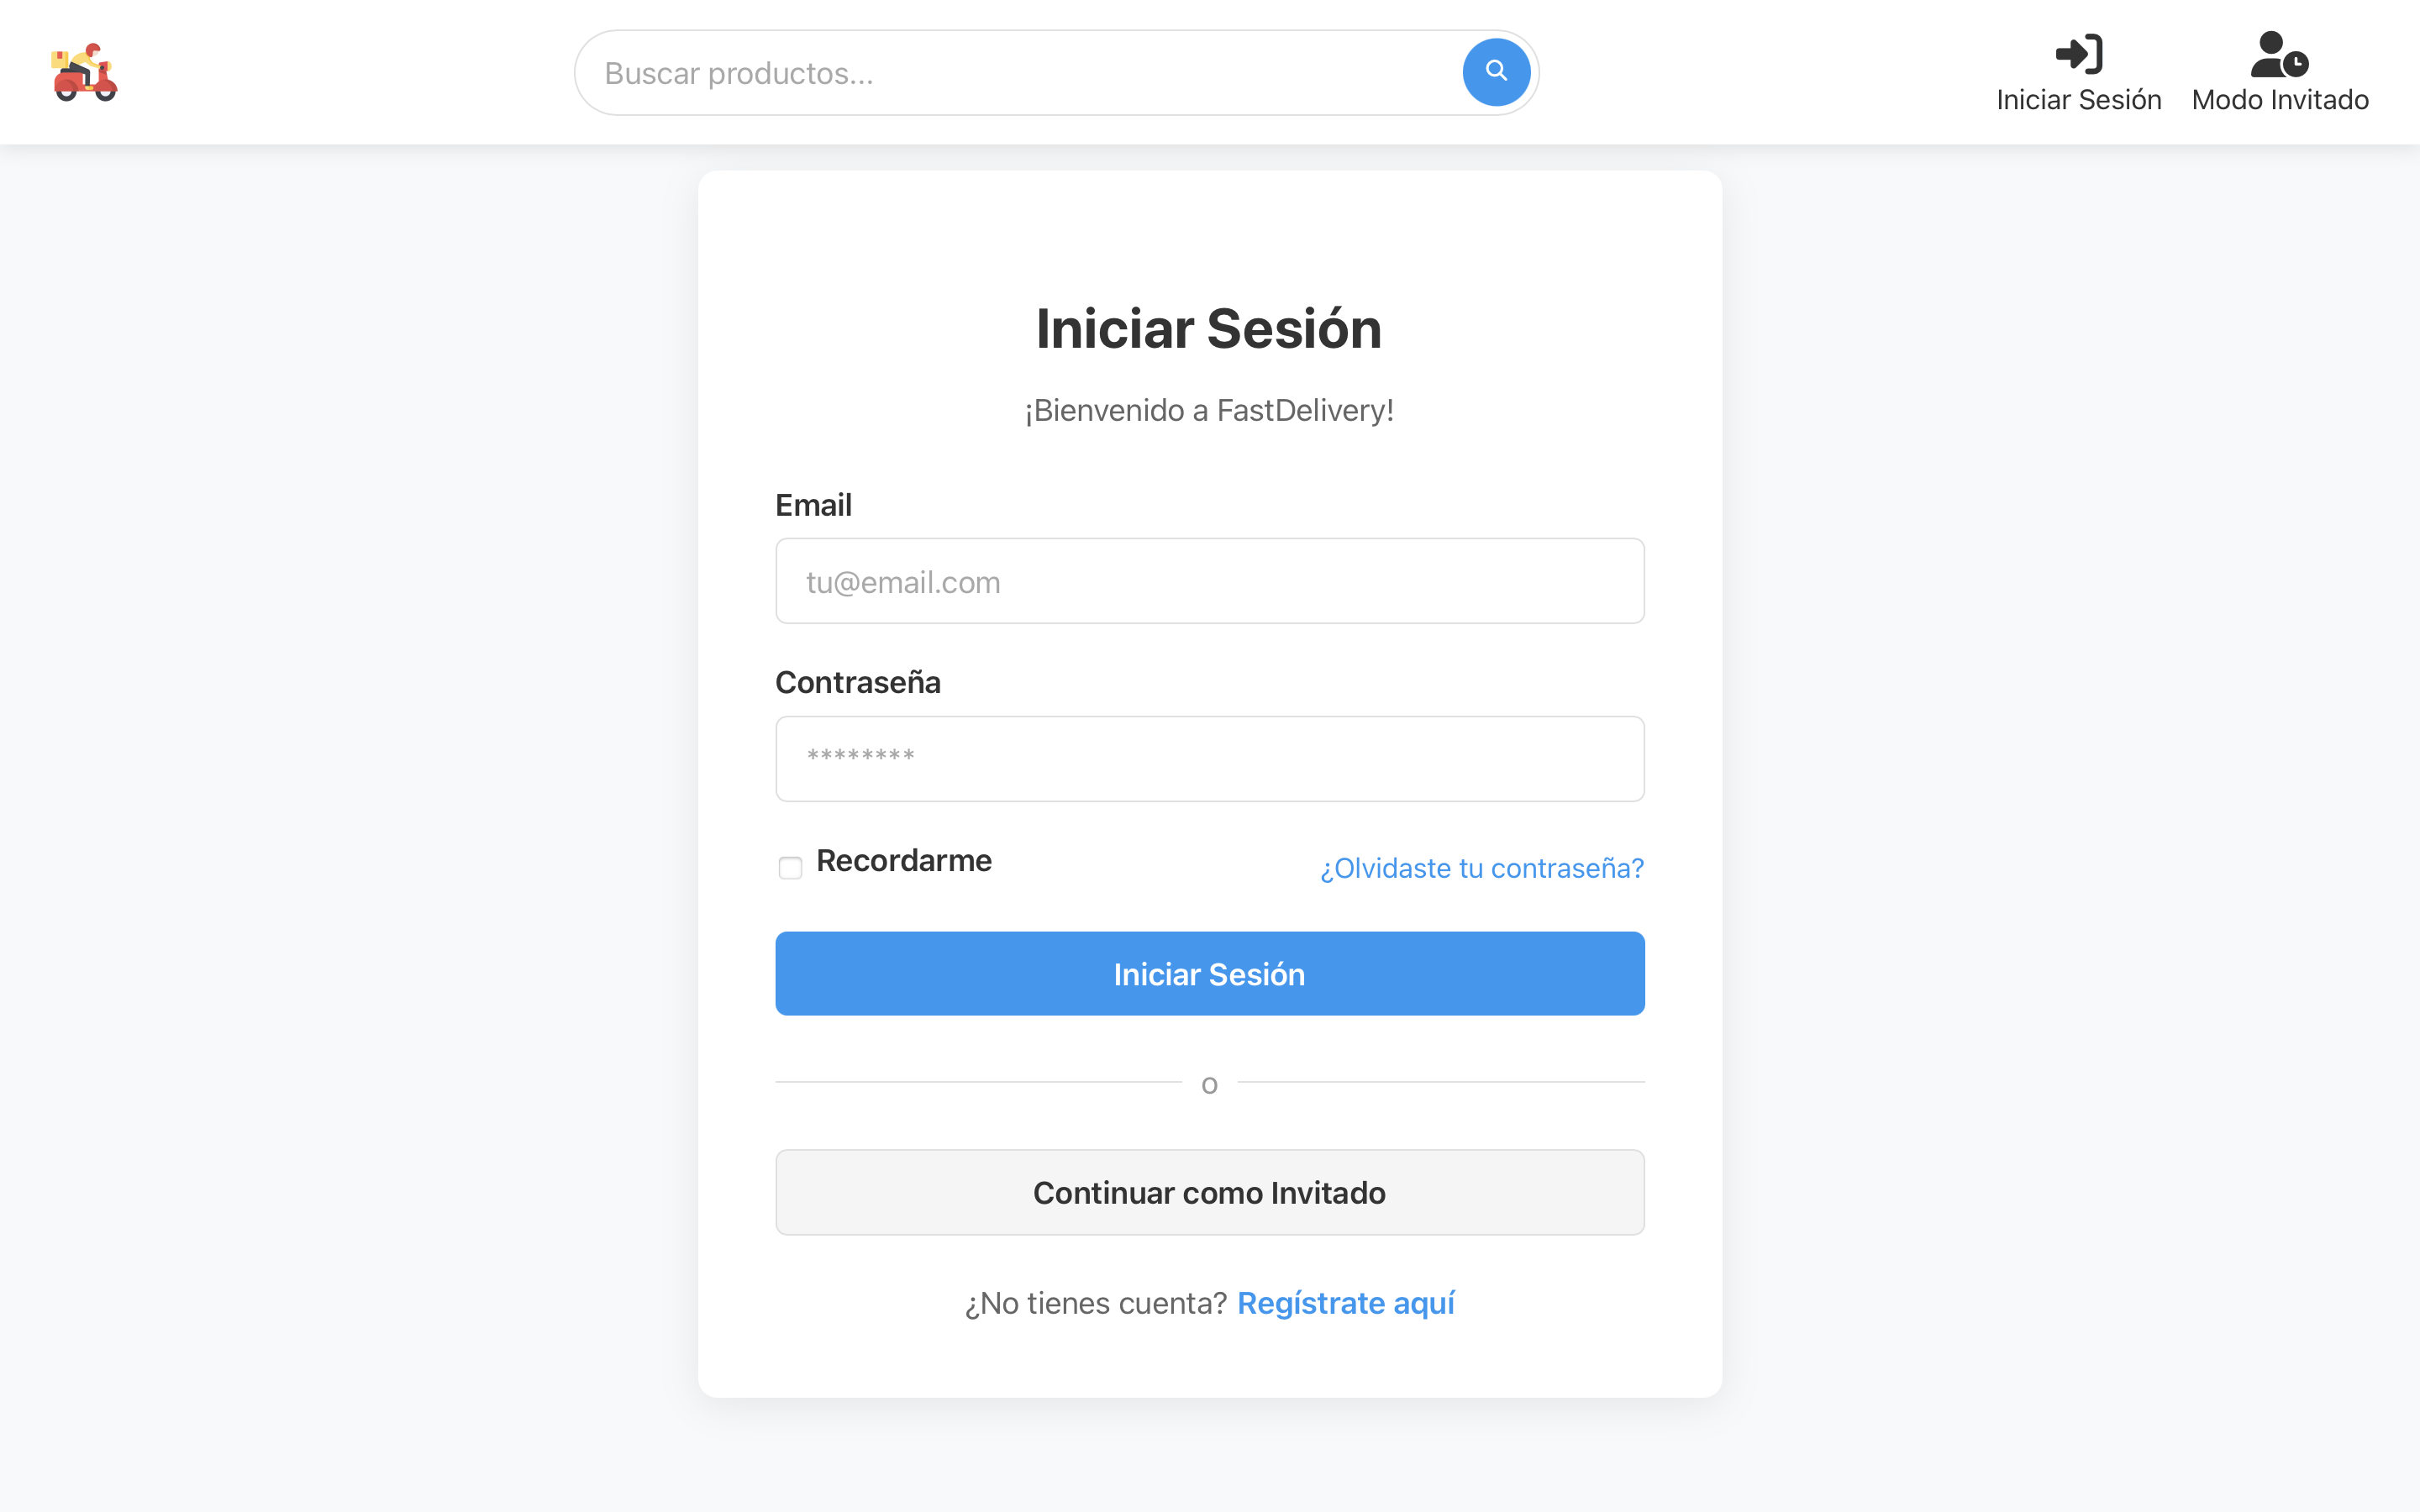 Buscar productos...
Iniciar Sesión
Modo Invitado
Iniciar Sesión
¡Bienvenido a FastDelivery!
Email
tu@email.com
Contraseña
********
Recordarme
¿Olvidaste tu contraseña?
Iniciar Sesión
o
Continuar como Invitado
¿No tienes cuenta? Regístrate aquí